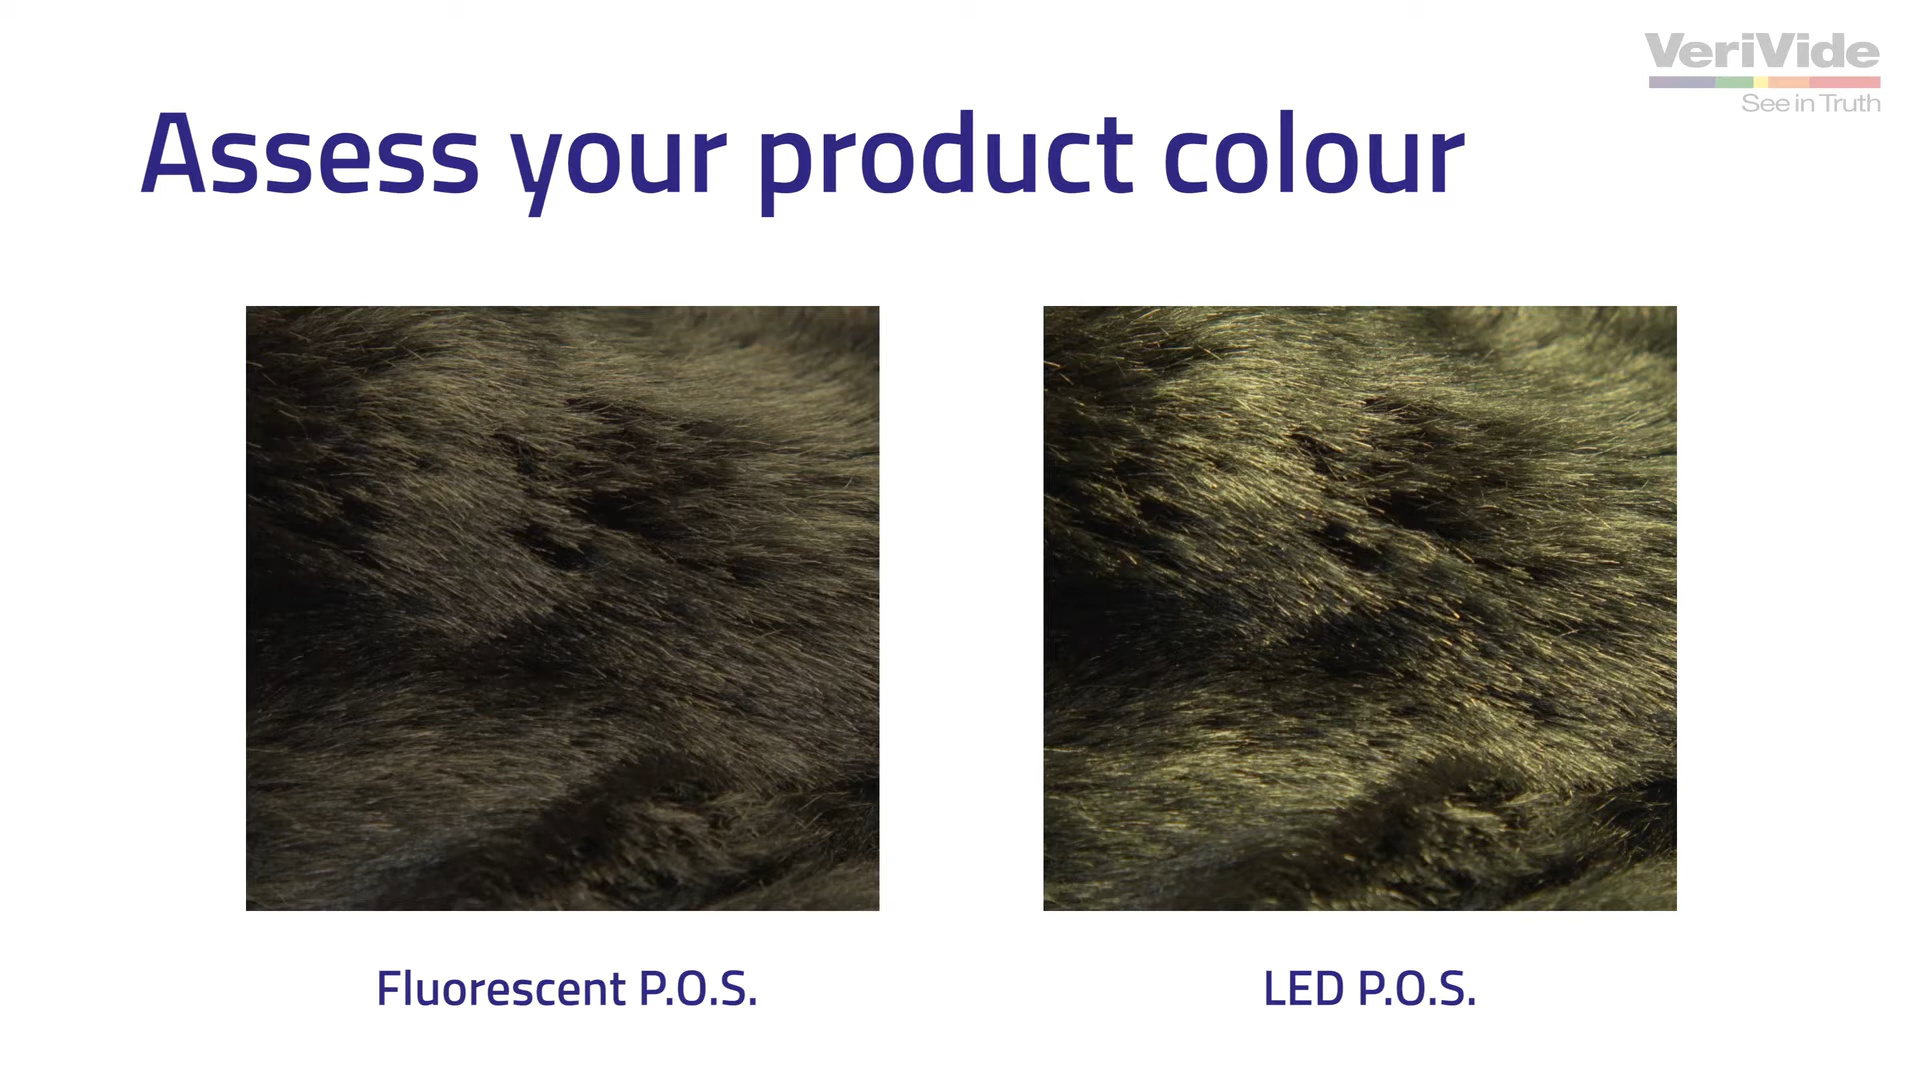 VeriVide
See in Truth
Assess your product colour
Fluorescent P.O.S.
LED P.O.S.